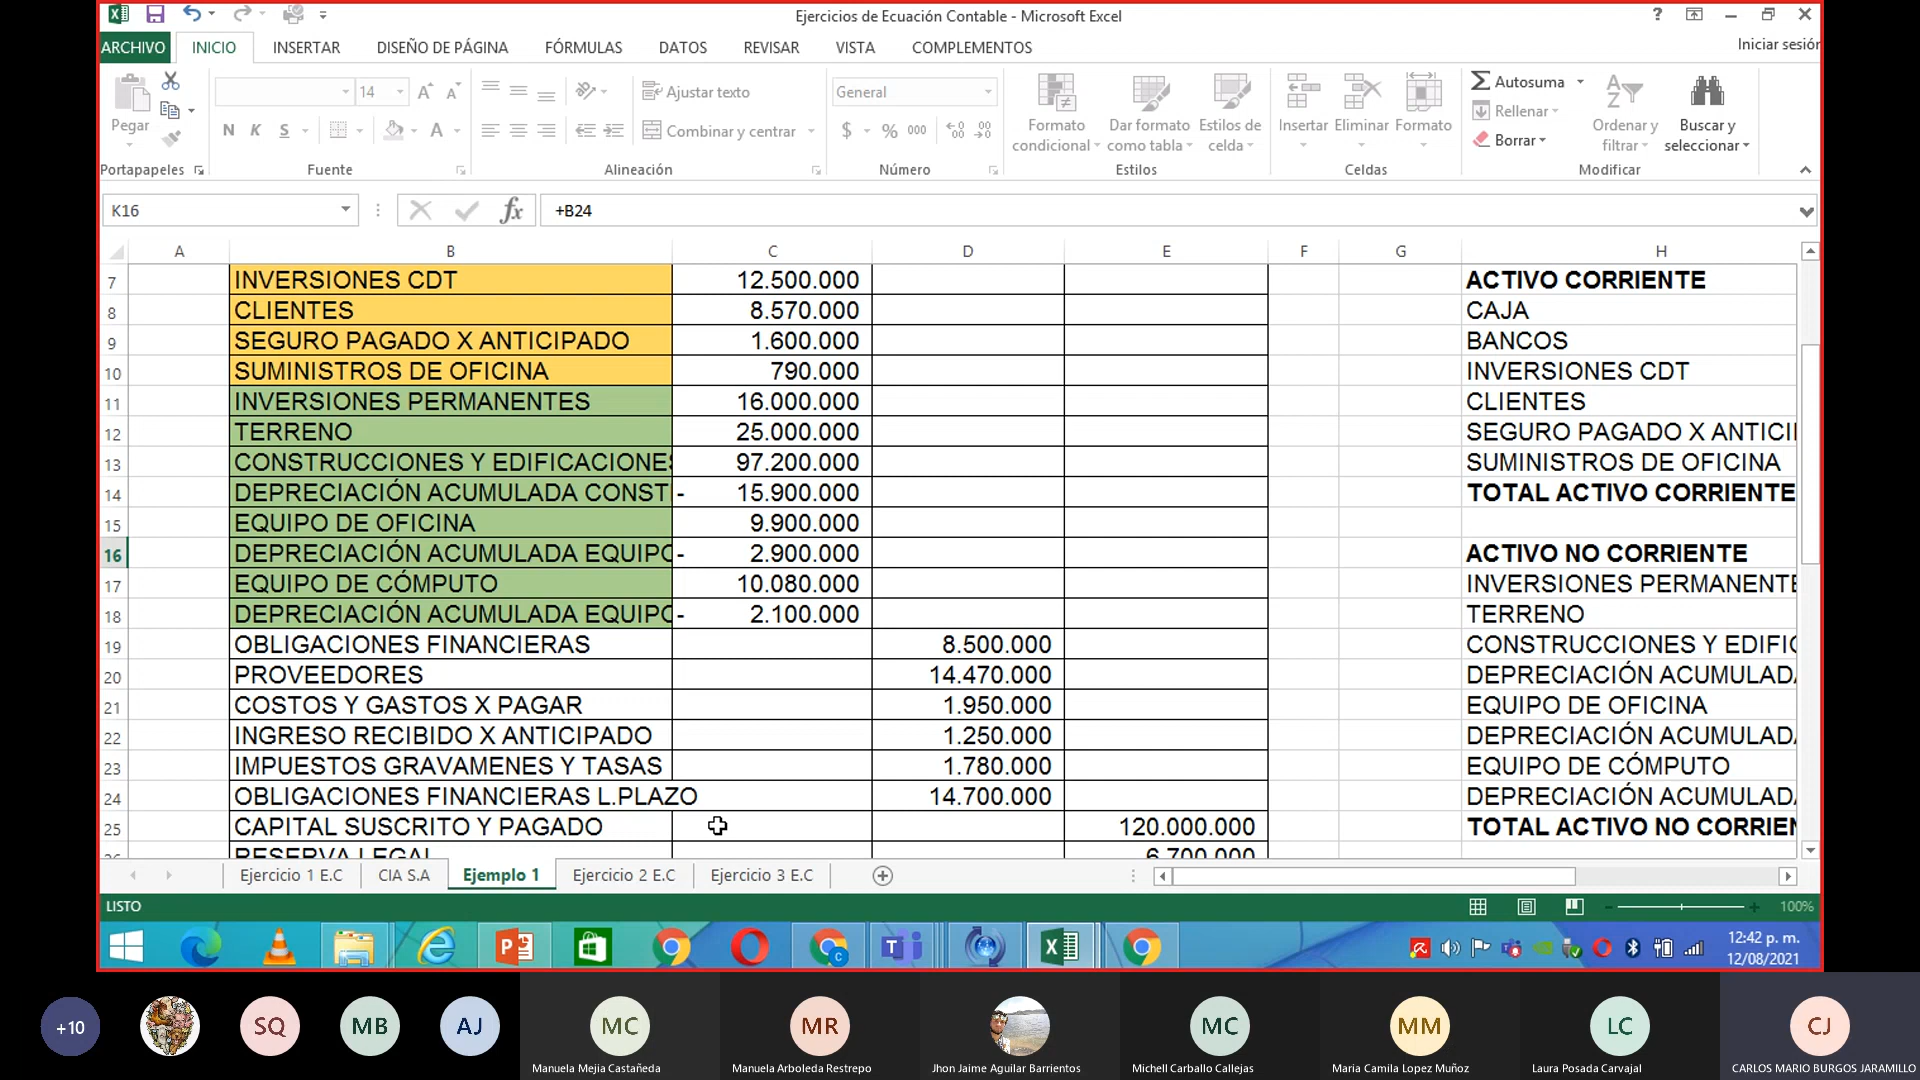 Ejercicios de Ecuación Contable - Microsoft Excel
ARCHIVO INICIO INSERTAR DISEÑO DE PÁGINA FÓRMULAS DATOS REVISAR VISTA COMPLEMENTOS Iniciar sesión
Pegar
Portapapeles
14
N K S
Fuente
Ajustar texto
Combinar y centrar
Alineación
General
$ % 000
Número
Formato condicional
Dar formato como tabla
Estilos de celda
Estilos
Insertar Eliminar Formato
Celdas
Autosuma
Rellenar
Borrar
Ordenar y filtrar
Buscar y seleccionar
Modificar
K16 fx +B24
A B C D E F G H
7 INVERSIONES CDT 12.500.000 ACTIVO CORRIENTE
8 CLIENTES 8.570.000 CAJA
9 SEGURO PAGADO X ANTICIPADO 1.600.000 BANCOS
10 SUMINISTROS DE OFICINA 790.000 INVERSIONES CDT
11 INVERSIONES PERMANENTES 16.000.000 CLIENTES
12 TERRENO 25.000.000 SEGURO PAGADO X ANTICI
13 CONSTRUCCIONES Y EDIFICACIONES 97.200.000 SUMINISTROS DE OFICINA
14 DEPRECIACIÓN ACUMULADA CONST - 15.900.000 TOTAL ACTIVO CORRIENTE
15 EQUIPO DE OFICINA 9.900.000
16 DEPRECIACIÓN ACUMULADA EQUIPO - 2.900.000 ACTIVO NO CORRIENTE
17 EQUIPO DE CÓMPUTO 10.080.000 INVERSIONES PERMANENTE
18 DEPRECIACIÓN ACUMULADA EQUIPO - 2.100.000 TERRENO
19 OBLIGACIONES FINANCIERAS 8.500.000 CONSTRUCCIONES Y EDIFIC
20 PROVEEDORES 14.470.000 DEPRECIACIÓN ACUMULADA
21 COSTOS Y GASTOS X PAGAR 1.950.000 EQUIPO DE OFICINA
22 INGRESO RECIBIDO X ANTICIPADO 1.250.000 DEPRECIACIÓN ACUMULADA
23 IMPUESTOS GRAVAMENES Y TASAS 1.780.000 EQUIPO DE CÓMPUTO
24 OBLIGACIONES FINANCIERAS L.PLAZO 14.700.000 DEPRECIACIÓN ACUMULADA
25 CAPITAL SUSCRITO Y PAGADO 120.000.000 TOTAL ACTIVO NO CORRIEN
26 RESERVA LEGAL 6.700.000
Ejercicio 1 E.C CIA S.A Ejemplo 1 Ejercicio 2 E.C Ejercicio 3 E.C
LISTO 100%
12:42 p. m.
12/08/2021
+10 SQ MB AJ MC MR MC MM LC CJ
Manuela Mejia Castañeda Manuela Arboleda Restrepo Jhon Jaime Aguilar Barrientos Michell Carballo Callejas Maria Camila Lopez Muñoz Laura Posada Carvajal CARLOS MARIO BURGOS JARAMILLO